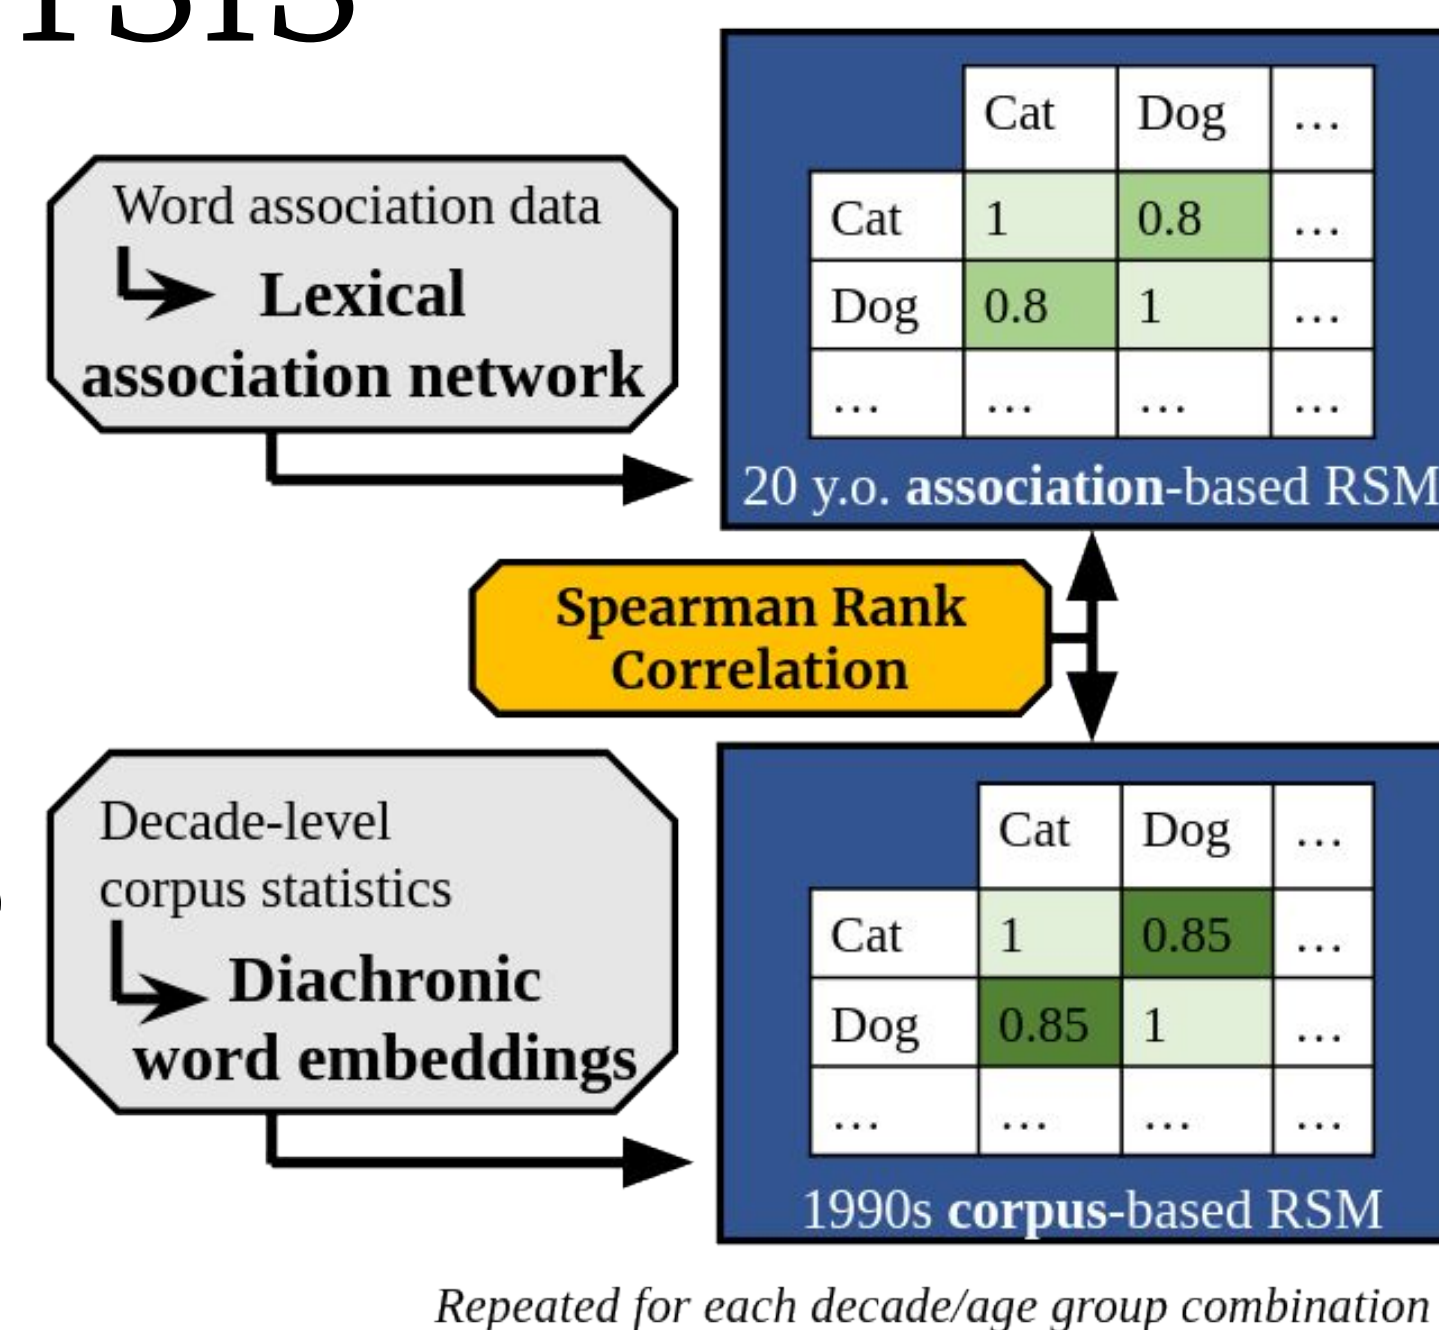 YSIS
Word association data
Lexical
association network
Cat Dog …
Cat 1 0.8 …
Dog 0.8 1 …
… … … …
20 y.o. association-based RSM
Spearman Rank
Correlation
Decade-level
corpus statistics
Diachronic
word embeddings
Cat Dog …
Cat 1 0.85 …
Dog 0.85 1 …
… … … …
1990s corpus-based RSM
Repeated for each decade/age group combination